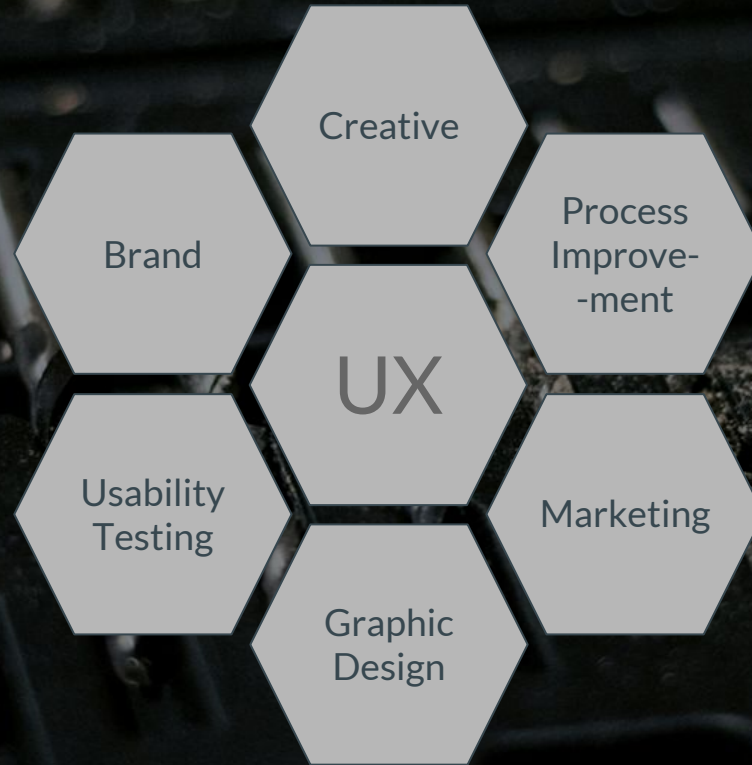 Creative
Brand
Process
Improve-
-ment
UX
Usability
Testing
Marketing
Graphic
Design